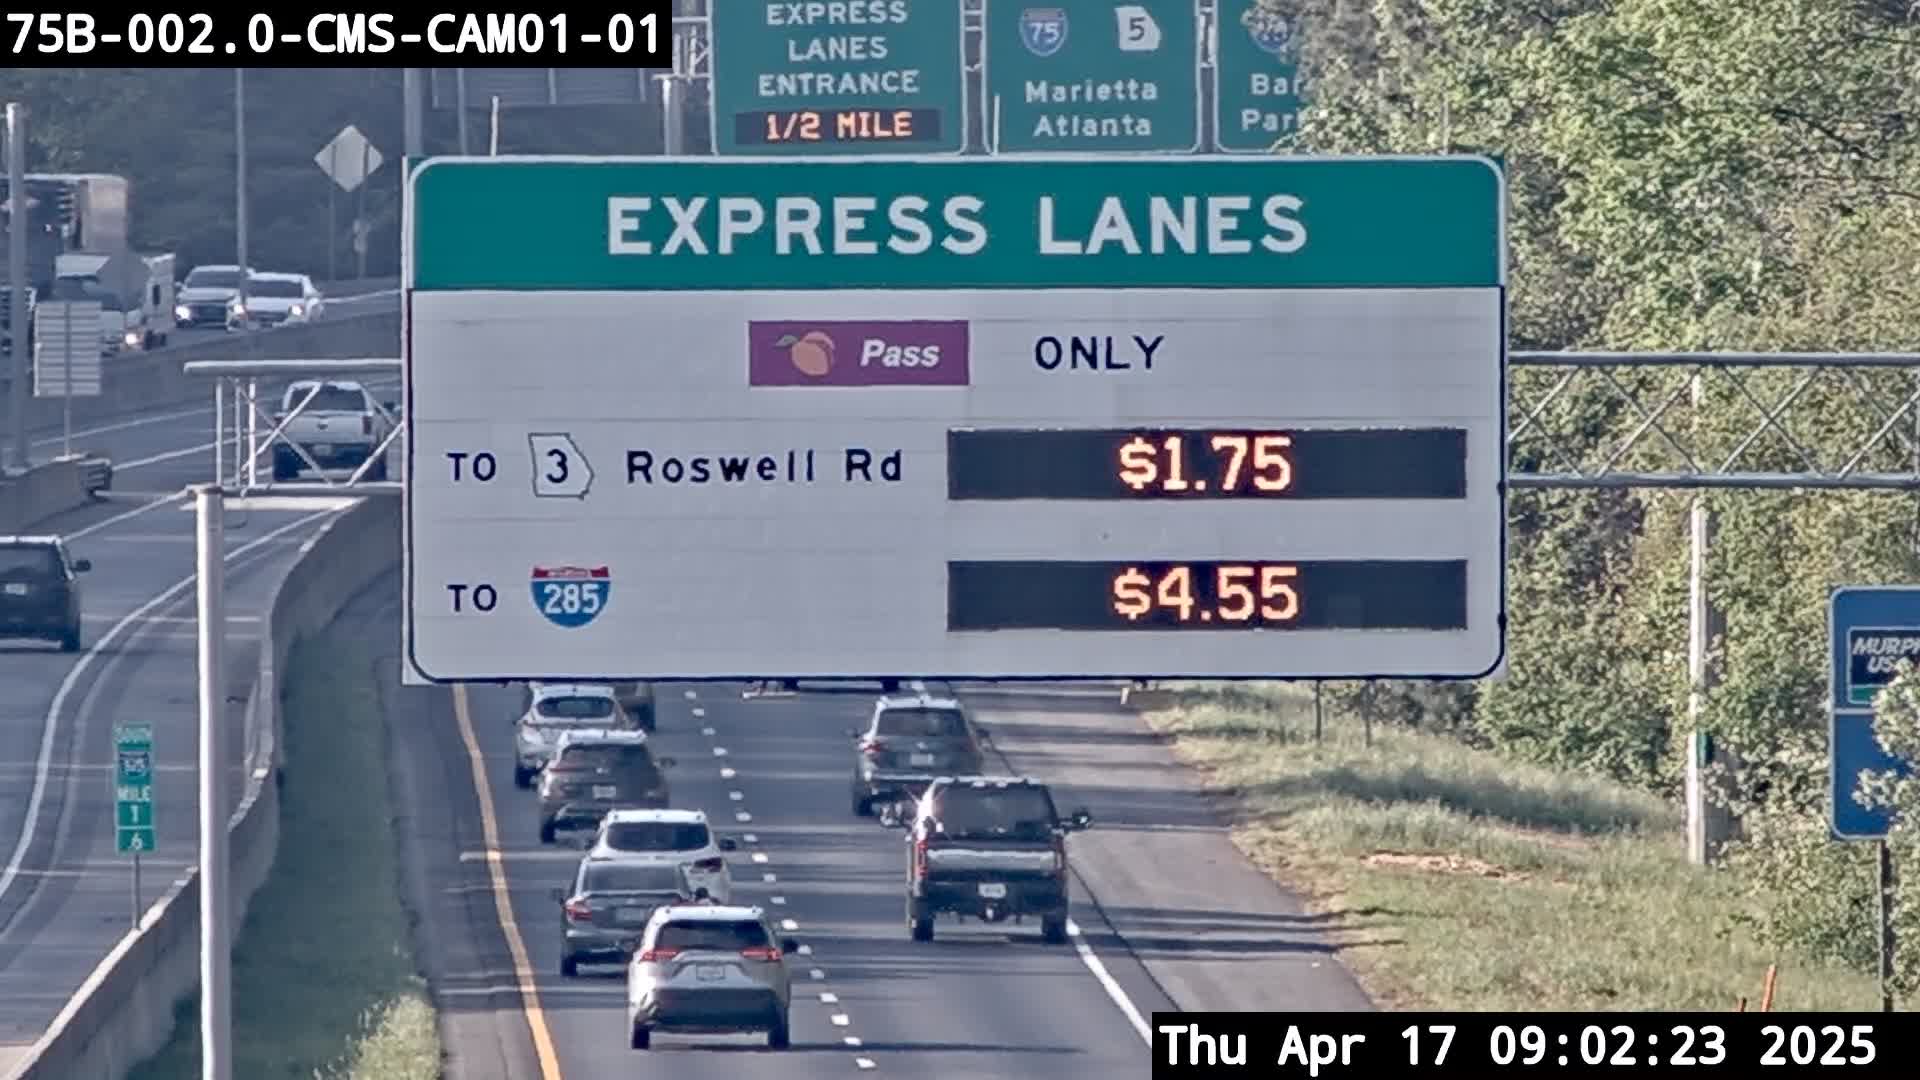 75B-002.0-CMS-CAM01-01
EXPRESS
LANES
ENTRANCE
1/2 MILE
75
5
Marietta
Atlanta
EXPRESS LANES
Pass ONLY
TO 3 Roswell Rd $1.75
TO 285 $4.55
SOUTH
575
MILE
1
.6
Thu Apr 17 09:02:23 2025